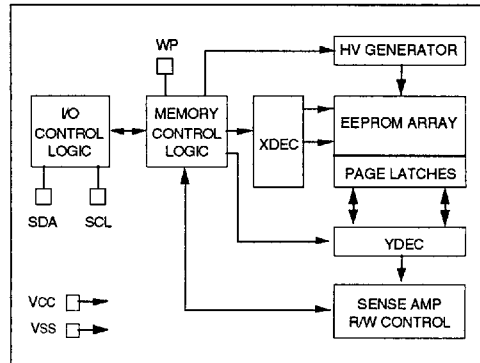 WP
HV GENERATOR
I/O
CONTROL
LOGIC
MEMORY
CONTROL
LOGIC
XDEC
EEPROM ARRAY
PAGE LATCHES
SDA
SCL
YDEC
VCC
VSS
SENSE AMP
R/W CONTROL